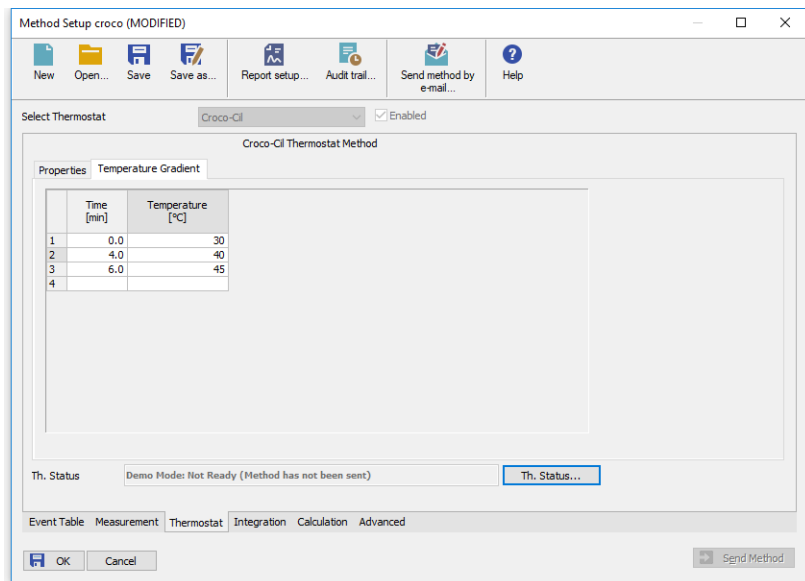 Method Setup croco (MODIFIED)
New Open... Save Save as... Report setup... Audit trail... Send method by e-mail... Help
Select Thermostat Croco-Cil Enabled
Croco-Cil Thermostat Method
Properties Temperature Gradient
Time [min] Temperature [°C]
1 0.0 30
2 4.0 40
3 6.0 45
4
Th. Status Demo Mode: Not Ready (Method has not been sent) Th. Status...
Event Table Measurement Thermostat Integration Calculation Advanced
OK Cancel Send Method